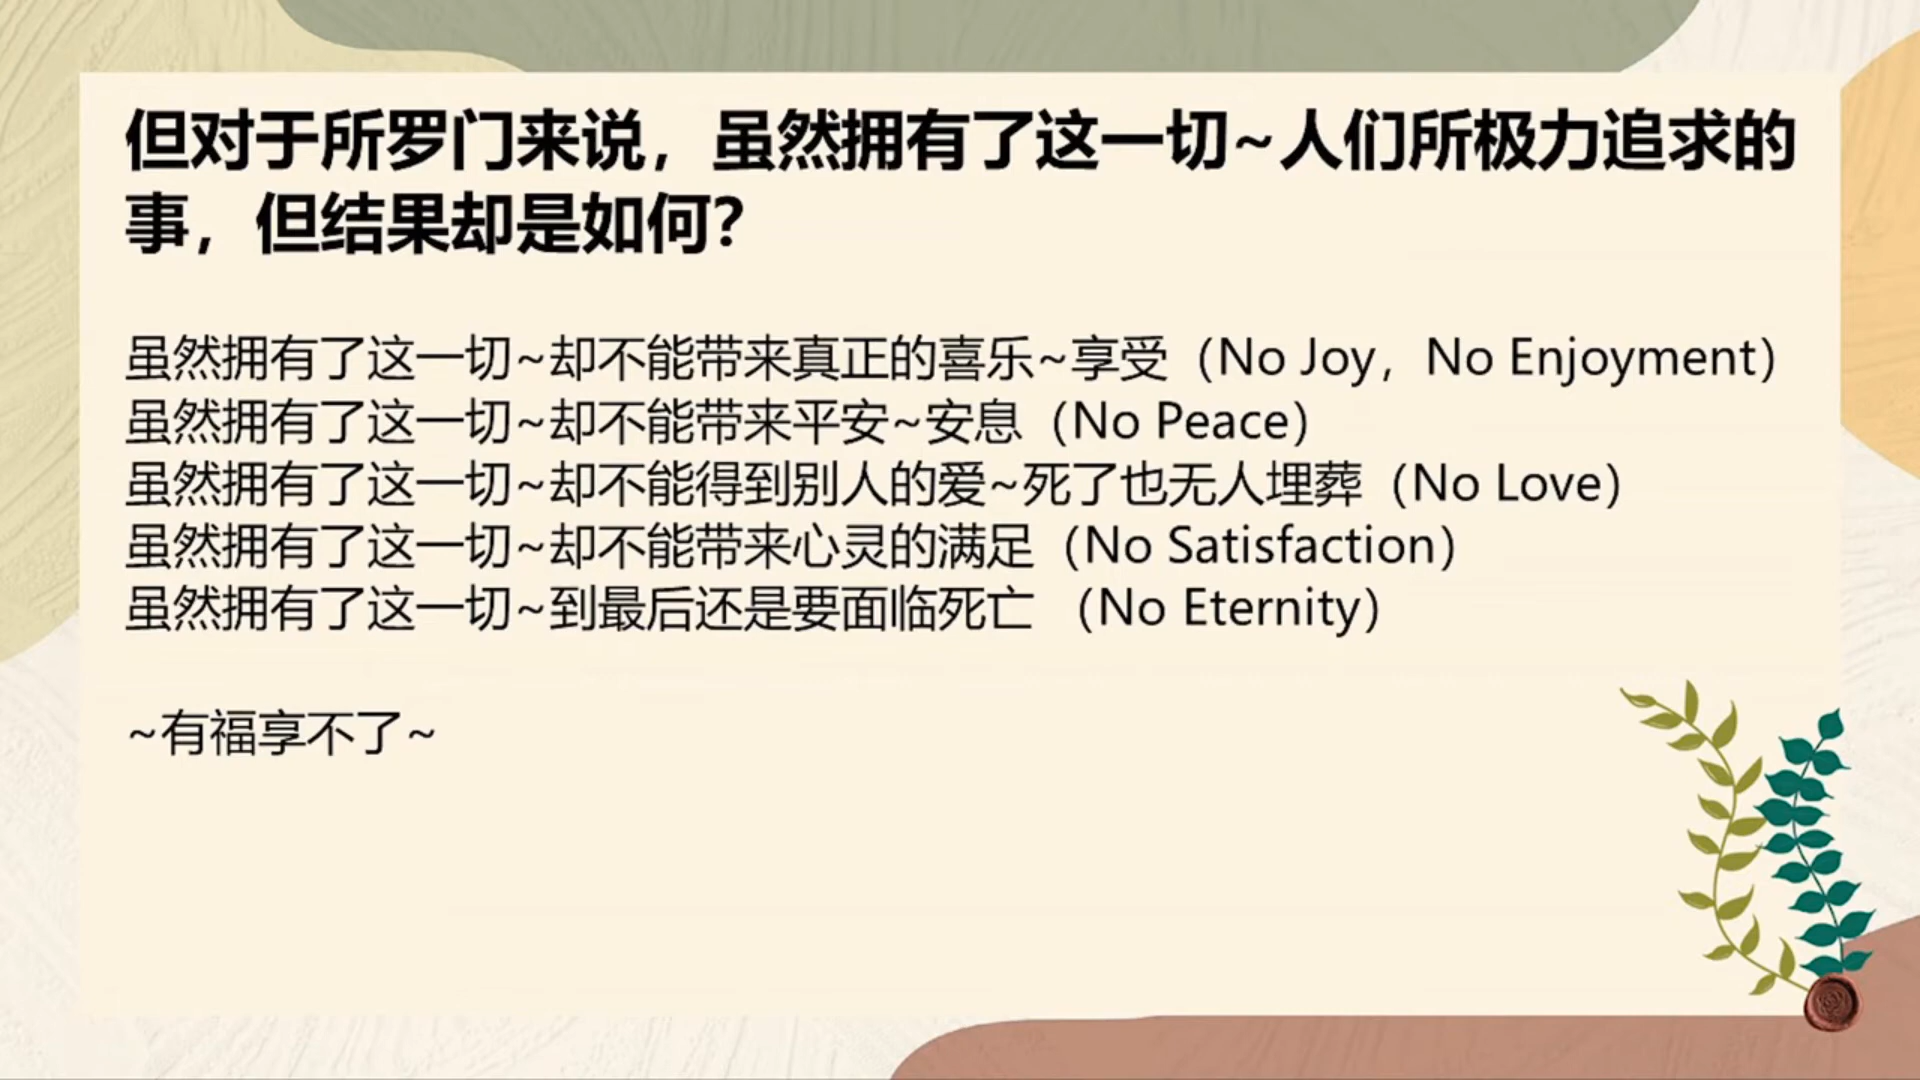 但对于所罗门来说，虽然拥有了这一切~人们所极力追求的
事，但结果却是如何？
虽然拥有了这一切~却不能带来真正的喜乐~享受（No Joy，No Enjoyment）
虽然拥有了这一切~却不能带来平安~安息（No Peace）
虽然拥有了这一切~却不能得到别人的爱~死了也无人埋葬（No Love）
虽然拥有了这一切~却不能带来心灵的满足（No Satisfaction）
虽然拥有了这一切~到最后还是要面临死亡 （No Eternity）
~有福享不了~